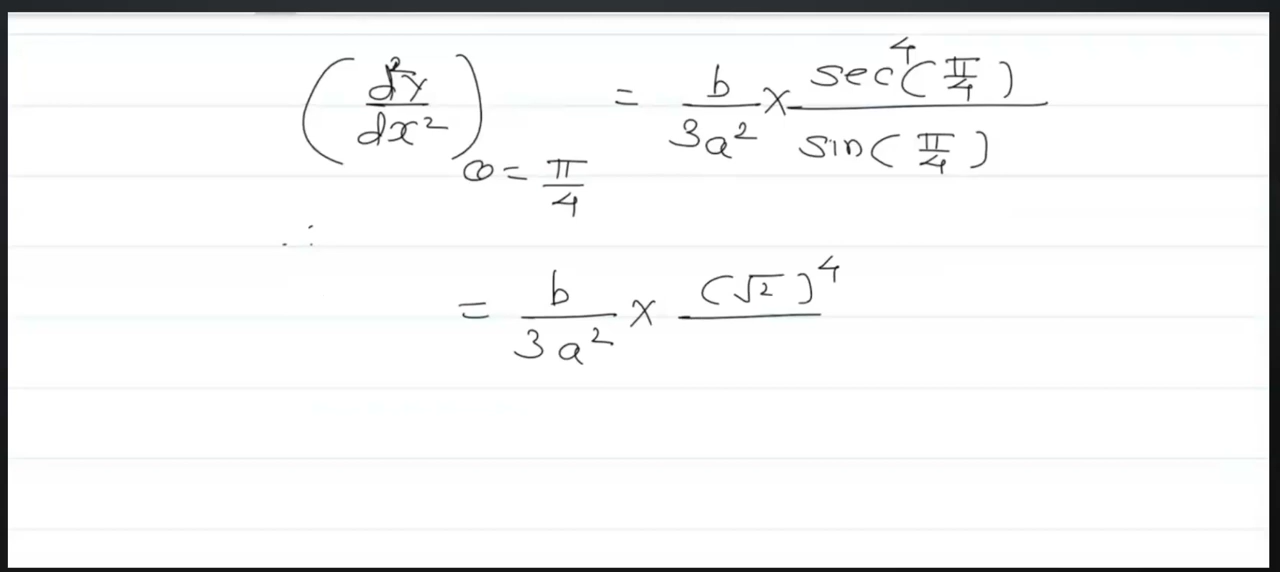 (d²y/dx²)θ=π/4 = b/3a² × sec⁴(π/4)/sin(π/4)
∴
= b/3a² × (√2)⁴/